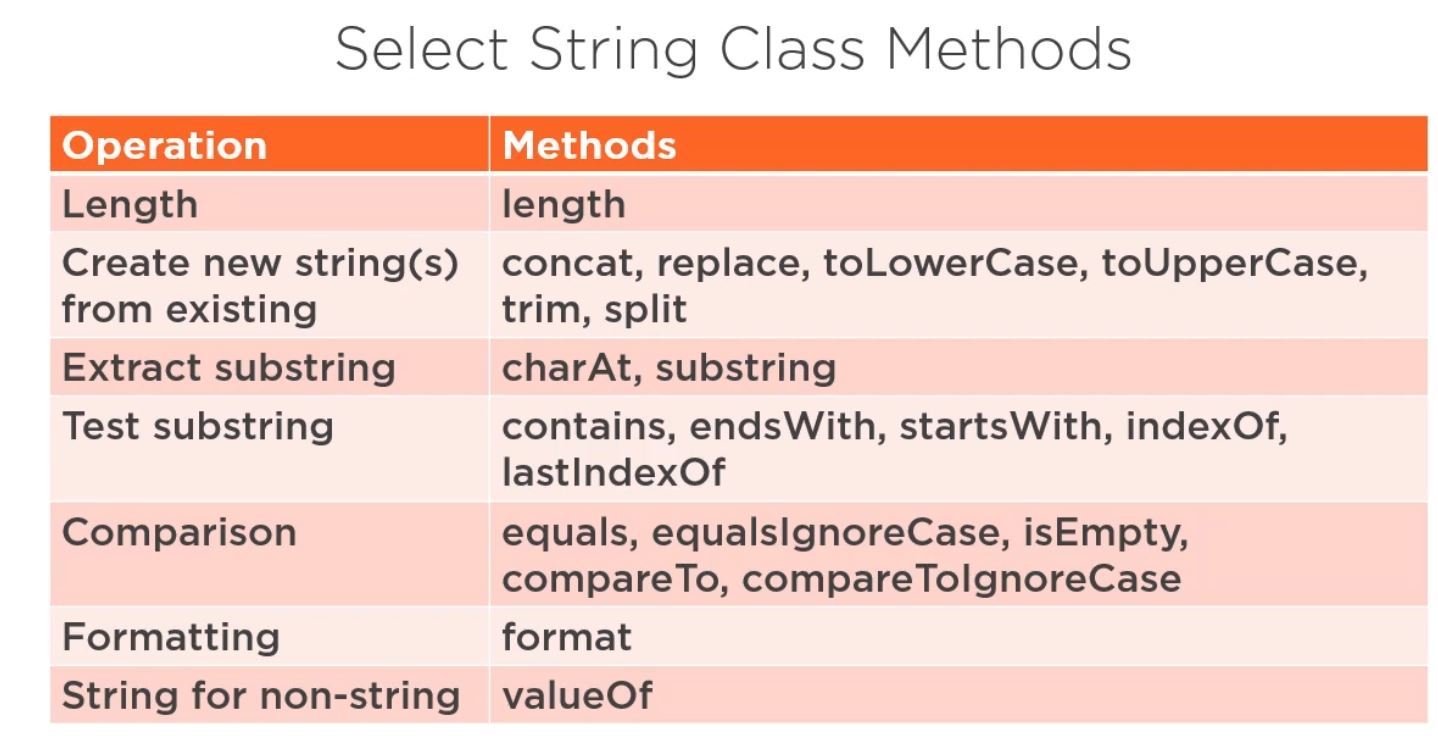 Select String Class Methods
Operation
Methods
Length
length
Create new string(s)
from existing
concat, replace, toLowerCase, toUpperCase,
trim, split
Extract substring
charAt, substring
Test substring
contains, endsWith, startsWith, indexOf,
lastIndexOf
Comparison
equals, equalsIgnoreCase, isEmpty,
compareTo, compareToIgnoreCase
Formatting
format
String for non-string
valueOf